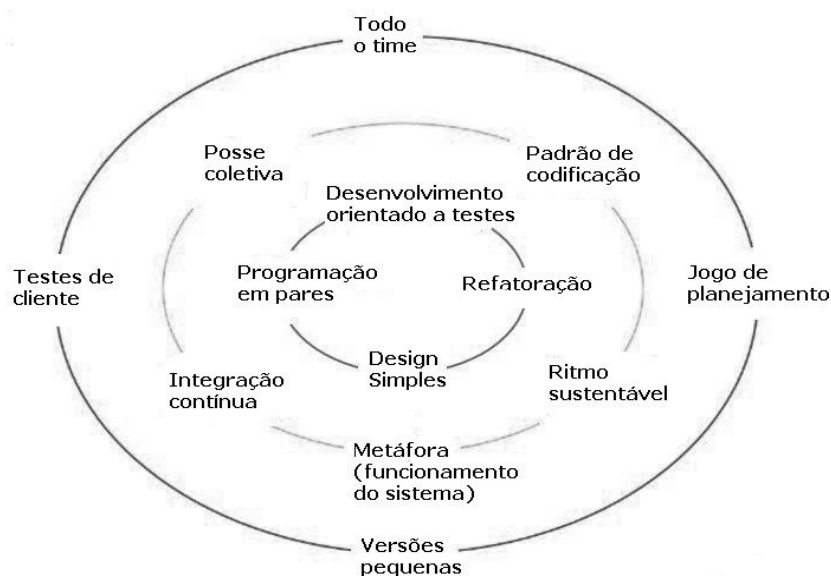 Todo
o time
Posse
coletiva
Padrão de
codificação
Desenvolvimento
orientado a testes
Testes de
cliente
Programação
em pares
Refatoração
Jogo de
planejamento
Integração
contínua
Design
Simples
Ritmo
sustentável
Metáfora
(funcionamento
do sistema)
Versões
pequenas